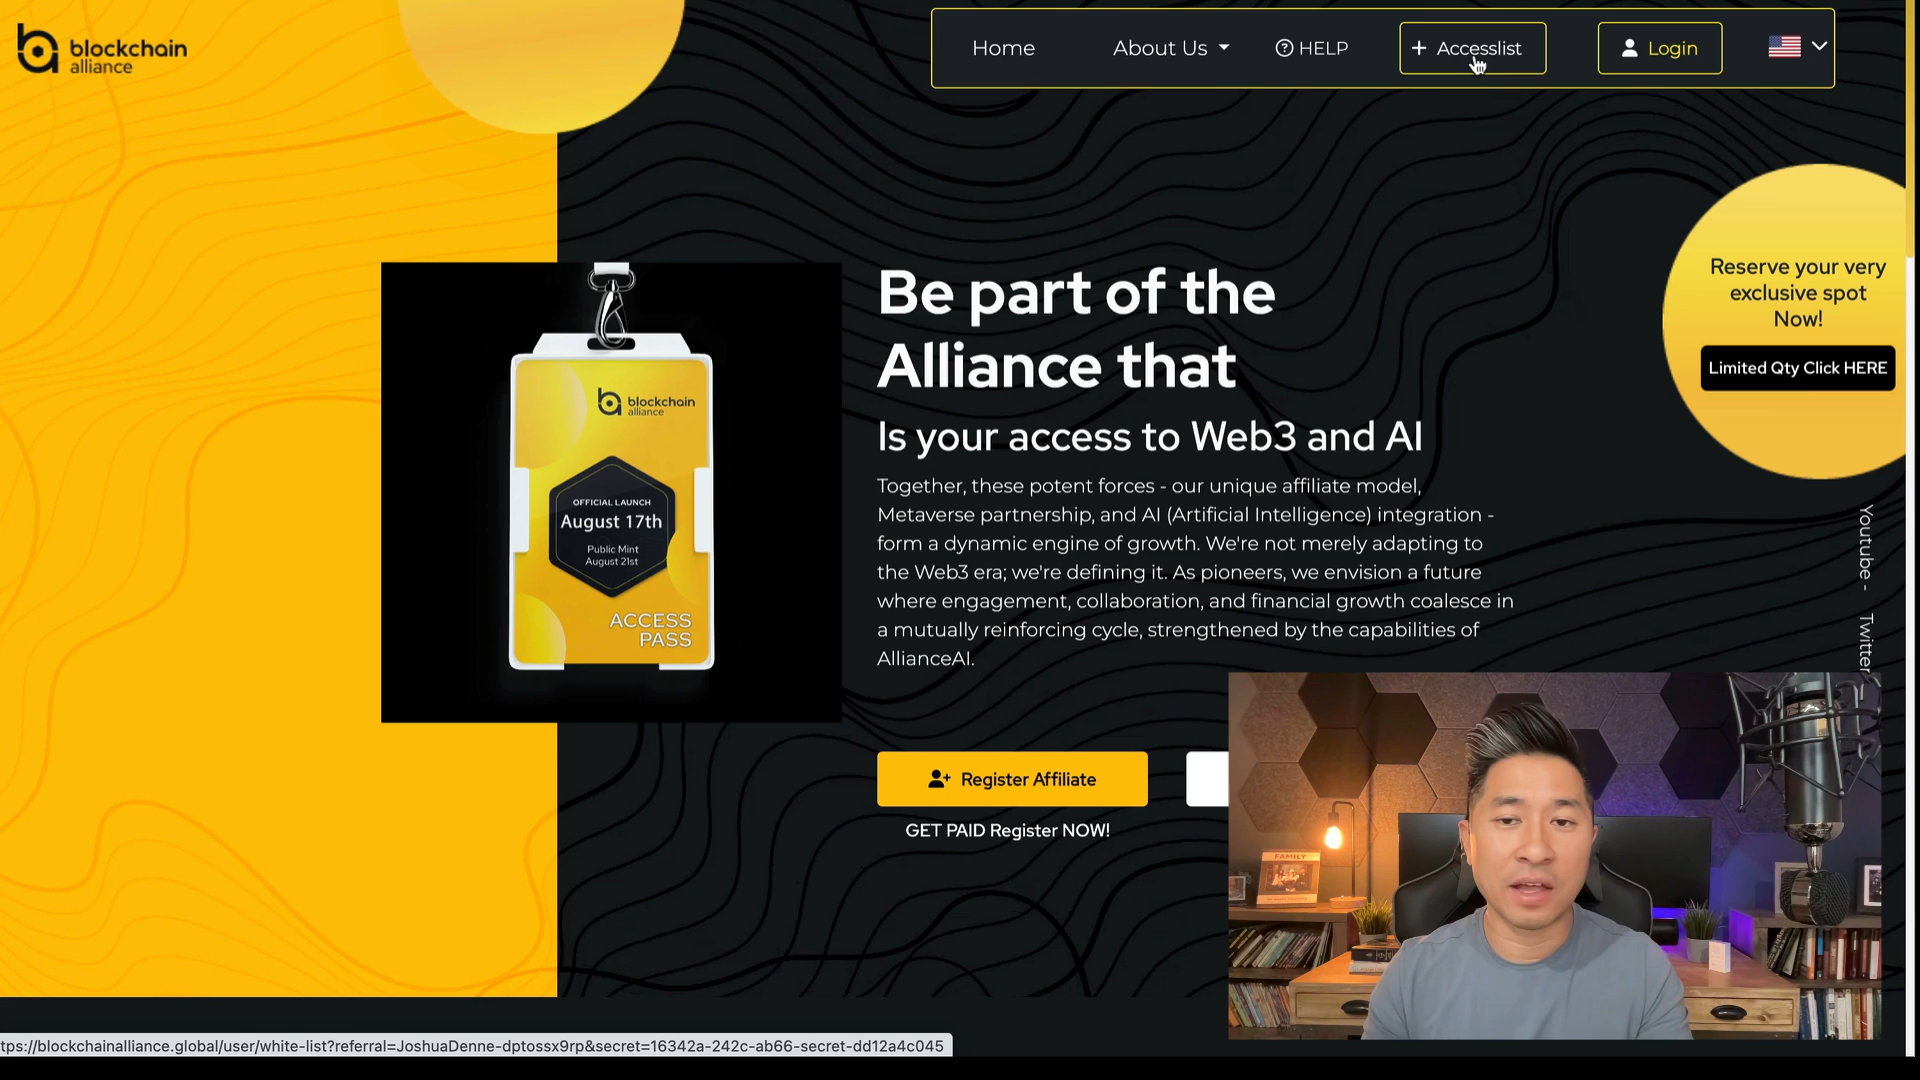 blockchain
alliance
Home
About Us
HELP
Accesslist
Login
Reserve your very
exclusive spot
Now!
Limited Qty Click HERE
blockchain
alliance
OFFICIAL LAUNCH
August 17th
Public Mint
August 21st
ACCESS
PASS
Be part of the
Alliance that
Is your access to Web3 and AI
Together, these potent forces - our unique affiliate model,
Metaverse partnership, and AI (Artificial Intelligence) integration -
form a dynamic engine of growth. We're not merely adapting to
the Web3 era; we're defining it. As pioneers, we envision a future
where engagement, collaboration, and financial growth coalesce in
a mutually reinforcing cycle, strengthened by the capabilities of
AllianceAI.
Youtube -
Twitter
Register Affiliate
GET PAID Register NOW!
FAMILY
tps://blockchainalliance.global/user/white-list?referral=JoshuaDenne-dptossx9rp&secret=16342a-242c-ab66-secret-dd12a4c045